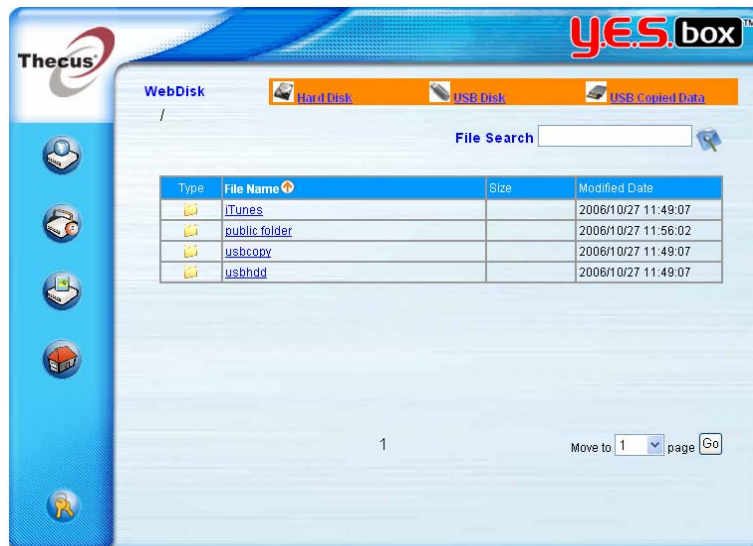 Thecus
Y.E.S.box™
WebDisk
Hard Disk
USB Disk
USB Copied Data
/
File Search
Type File Name Size Modified Date
iTunes 2006/10/27 11:49:07
public folder 2006/10/27 11:56:02
usbcopy 2006/10/27 11:49:07
usbhdd 2006/10/27 11:49:07
1
Move to 1 page Go